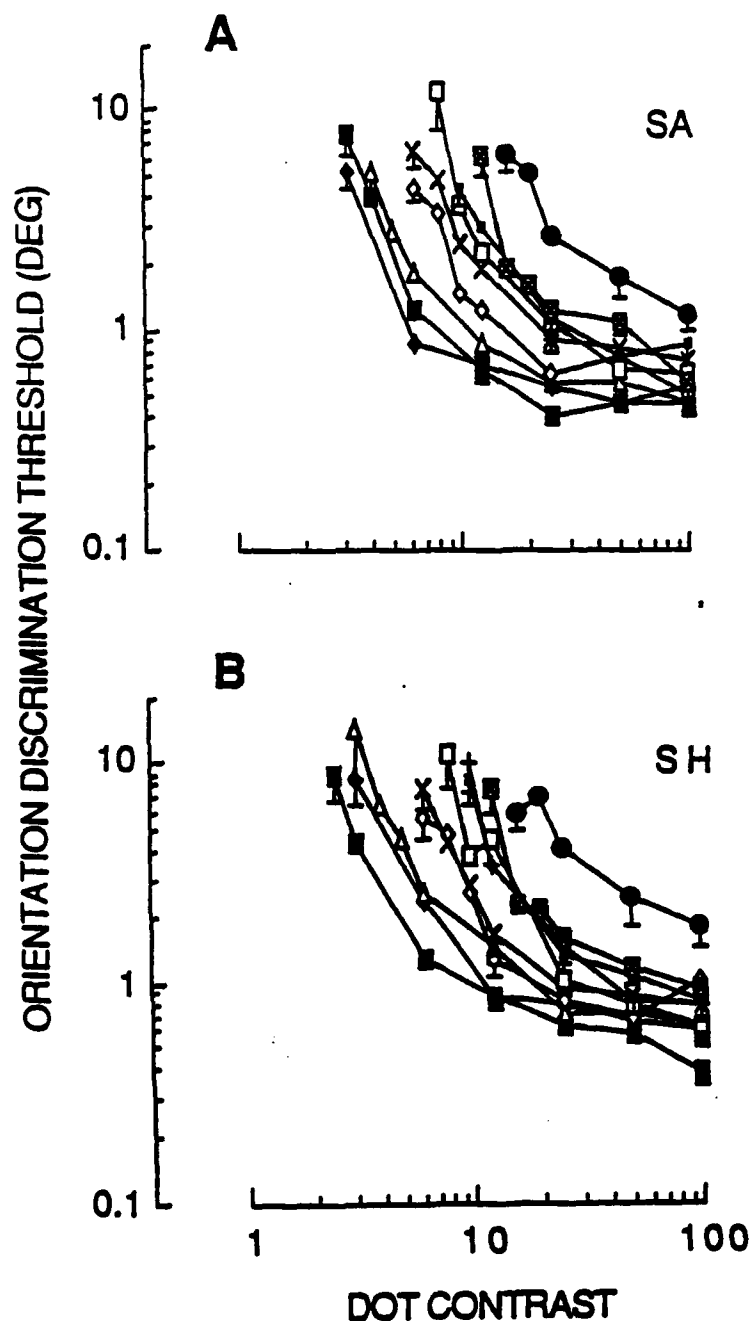 A
SA
10
1
0.1
ORIENTATION DISCRIMINATION THRESHOLD (DEG)
B
SH
10
1
0.1
1 10 100
DOT CONTRAST